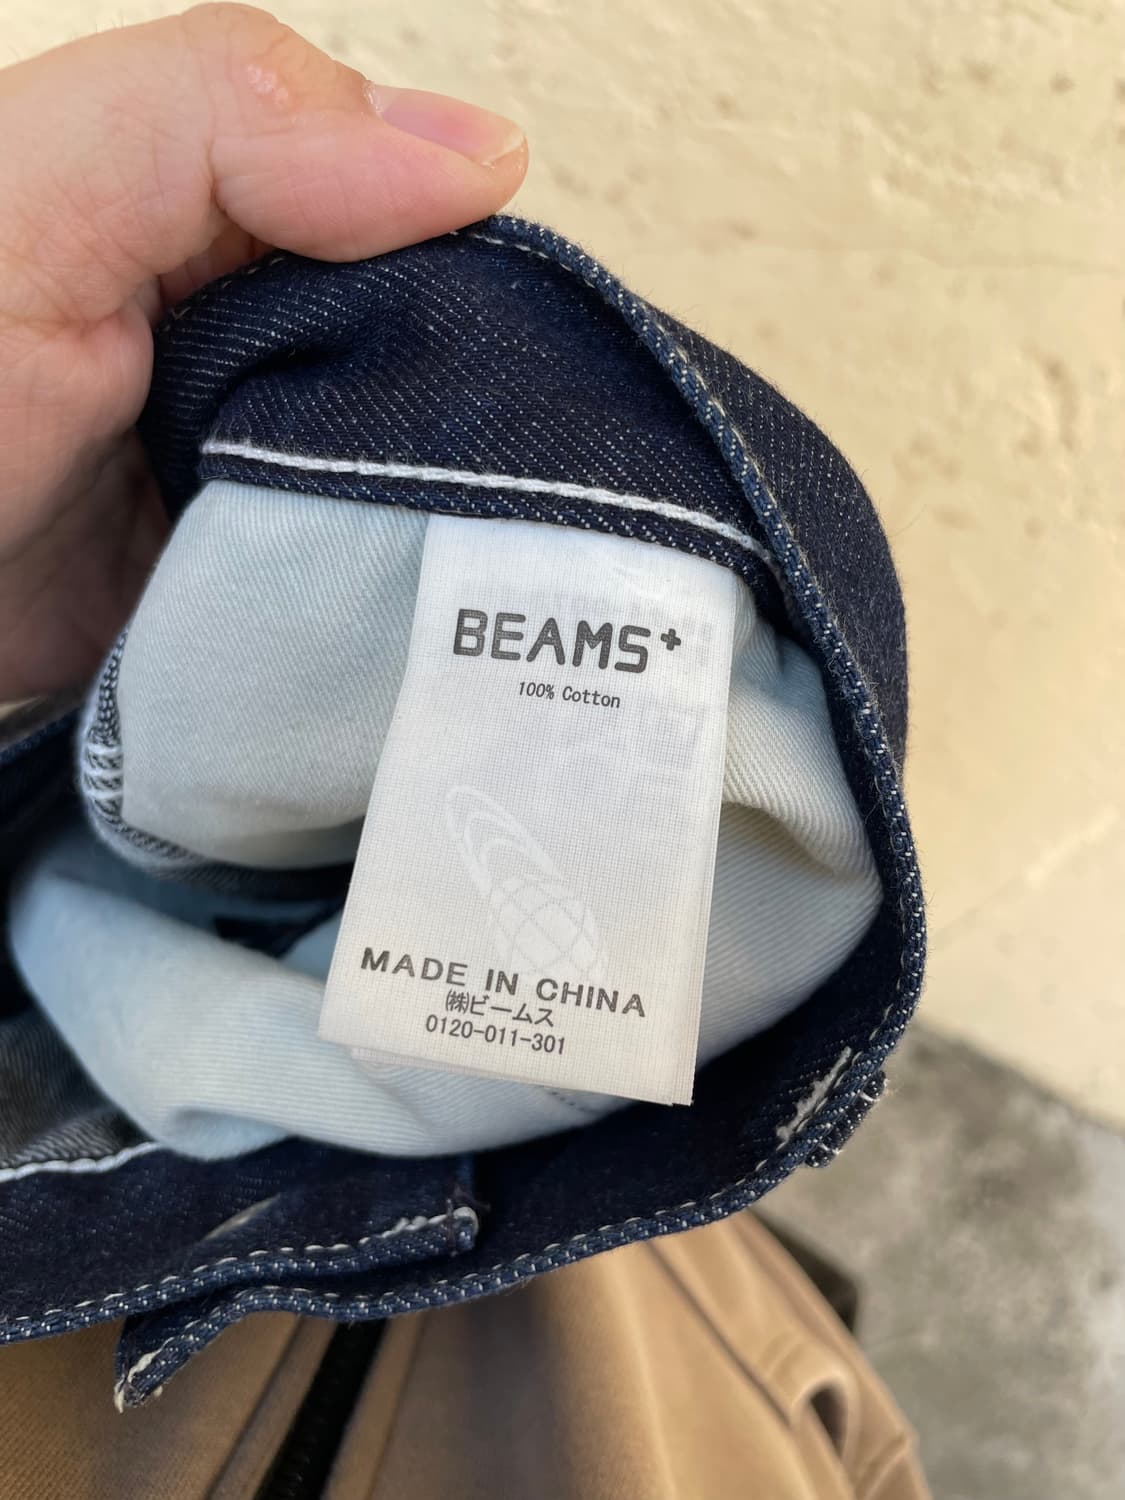 BEAMS+
100% Cotton
MADE IN CHINA
㈱ビームス
0120-011-301